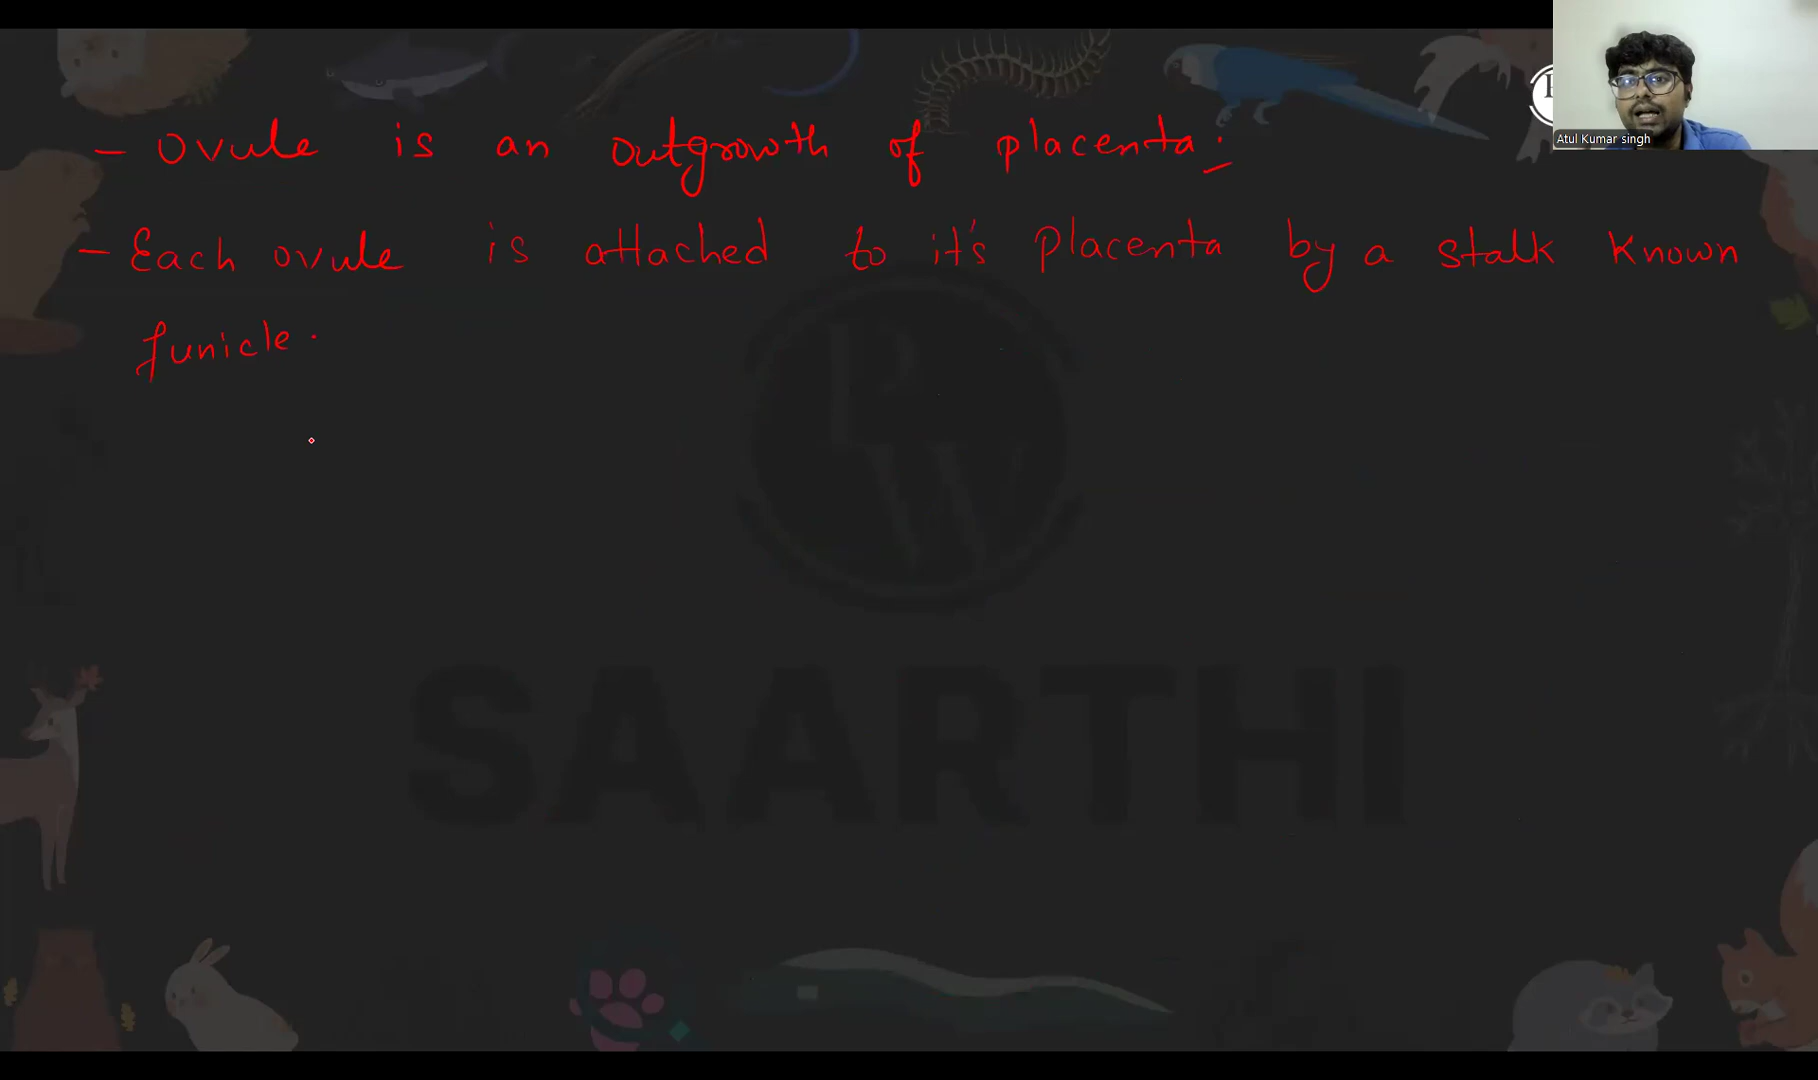 - Ovule is an outgrowth of placenta.
- Each ovule is attached to it's placenta by a stalk known
funicle.
Atul Kumar singh
PW
SAARTHI